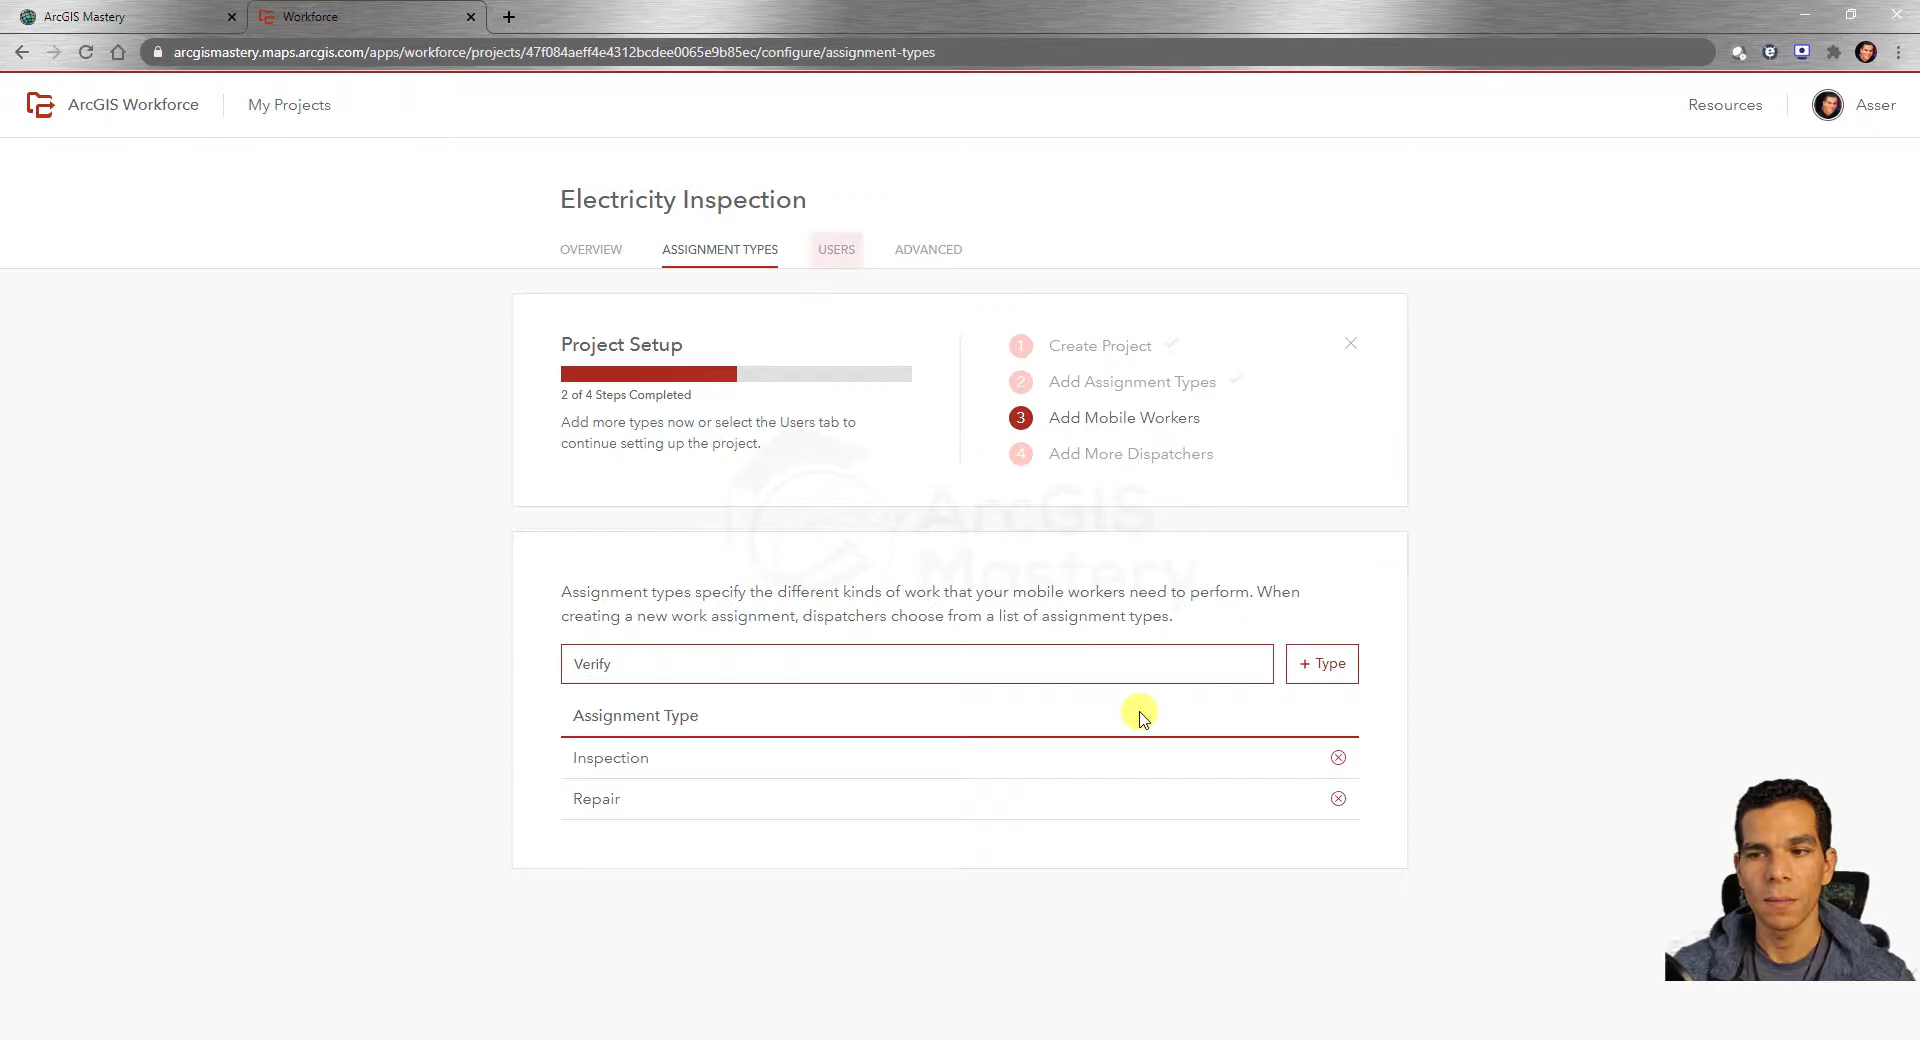 ArcGIS Mastery
Workforce
arcgismastery.maps.arcgis.com/apps/workforce/projects/47f084aeff4e4312bcdee0065e9b85ec/configure/assignment-types
ArcGIS Workforce
My Projects
Resources
Asser
Electricity Inspection
OVERVIEW
ASSIGNMENT TYPES
USERS
ADVANCED
Project Setup
2 of 4 Steps Completed
Add more types now or select the Users tab to
continue setting up the project.
1 Create Project
2 Add Assignment Types
3 Add Mobile Workers
4 Add More Dispatchers
ArcGIS
Mastery
Assignment types specify the different kinds of work that your mobile workers need to perform. When
creating a new work assignment, dispatchers choose from a list of assignment types.
Verify
+ Type
Assignment Type
Inspection
Repair